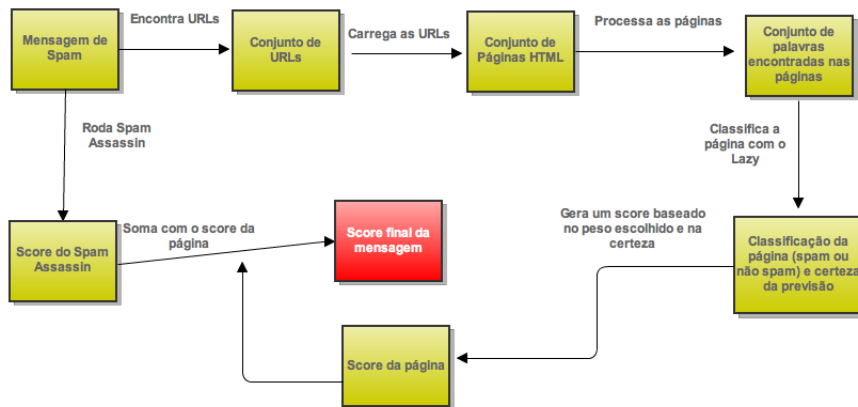 Mensagem de
Spam
Encontra URLs
Conjunto de
URLs
Carrega as URLs
Conjunto de
Páginas HTML
Processa as páginas
Conjunto de
palavras
encontradas nas
páginas
Roda Spam
Assassin
Classifica a
página com o
Lazy
Score do Spam
Assassin
Soma com o score da
página
Score final da
mensagem
Gera um score baseado
no peso escolhido e na
certeza
Classificação da
página (spam ou
não spam) e certeza
da previsão
Score da página